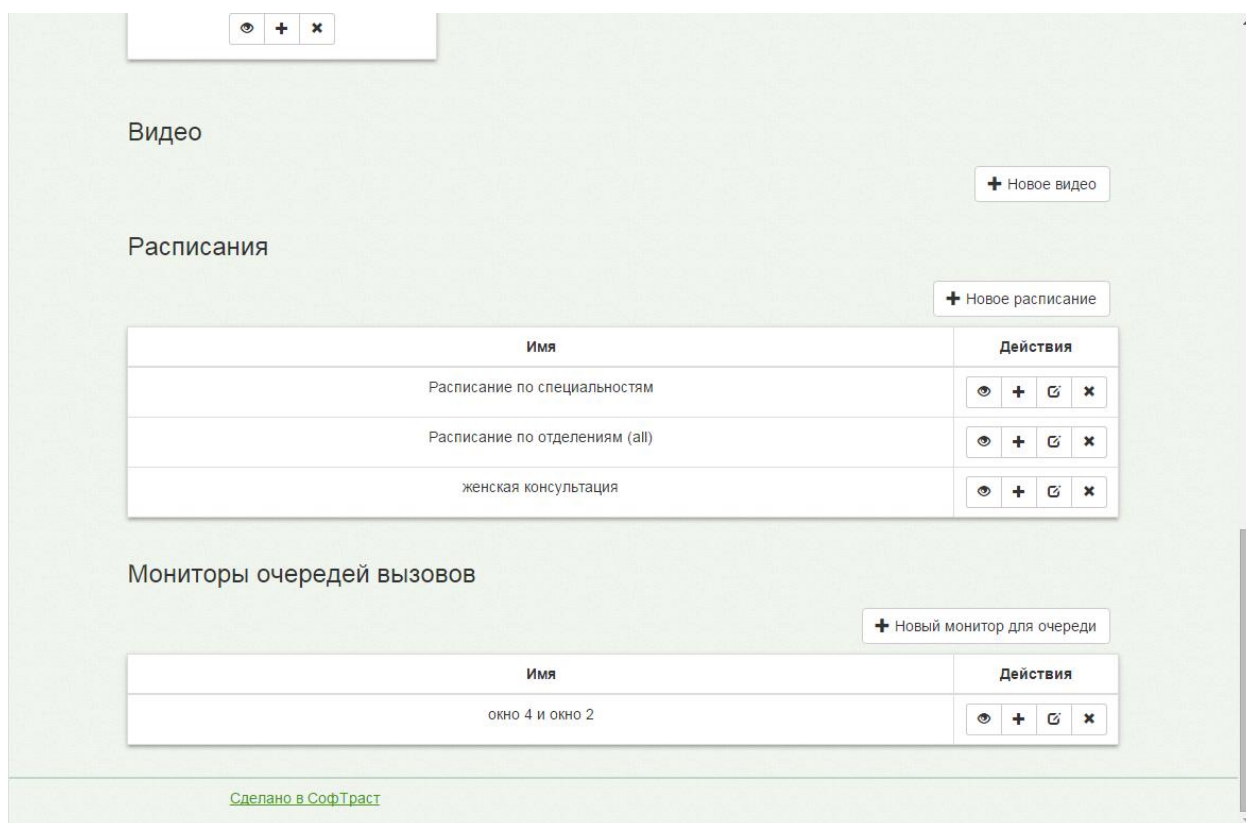 Видео
Новое видео
Расписания
Новое расписание
Имя Действия
Расписание по специальностям
Расписание по отделениям (all)
женская консультация
Мониторы очередей вызовов
Новый монитор для очереди
Имя Действия
окно 4 и окно 2
Сделано в СофТраст